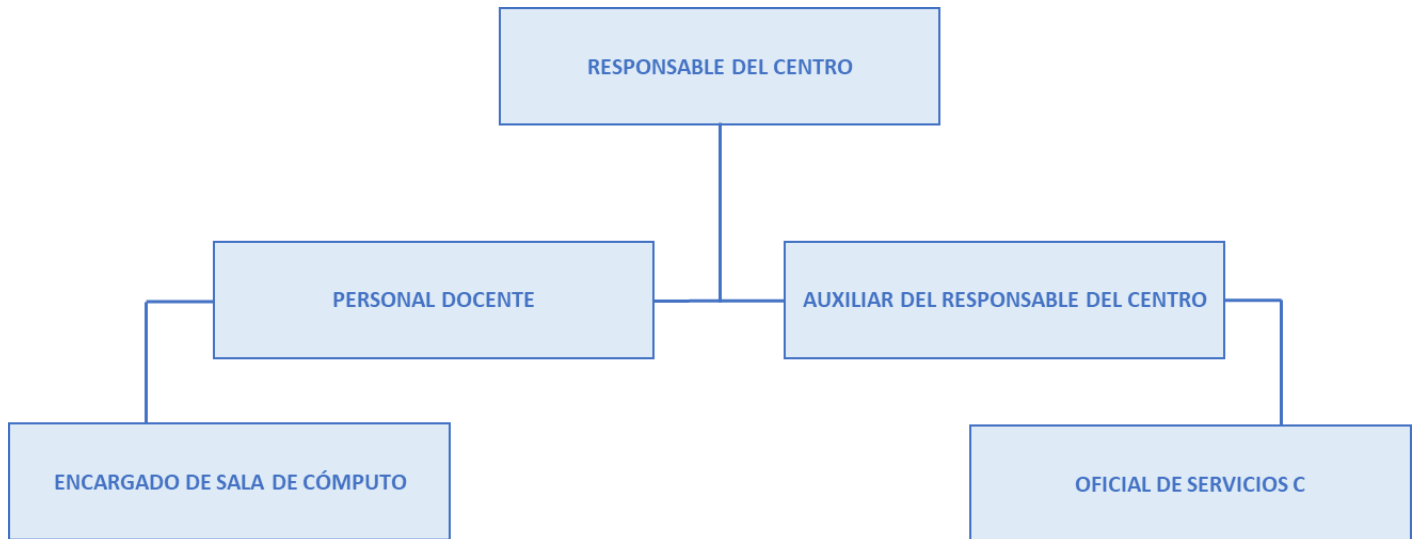 RESPONSABLE DEL CENTRO
PERSONAL DOCENTE
AUXILIAR DEL RESPONSABLE DEL CENTRO
ENCARGADO DE SALA DE CÓMPUTO
OFICIAL DE SERVICIOS C